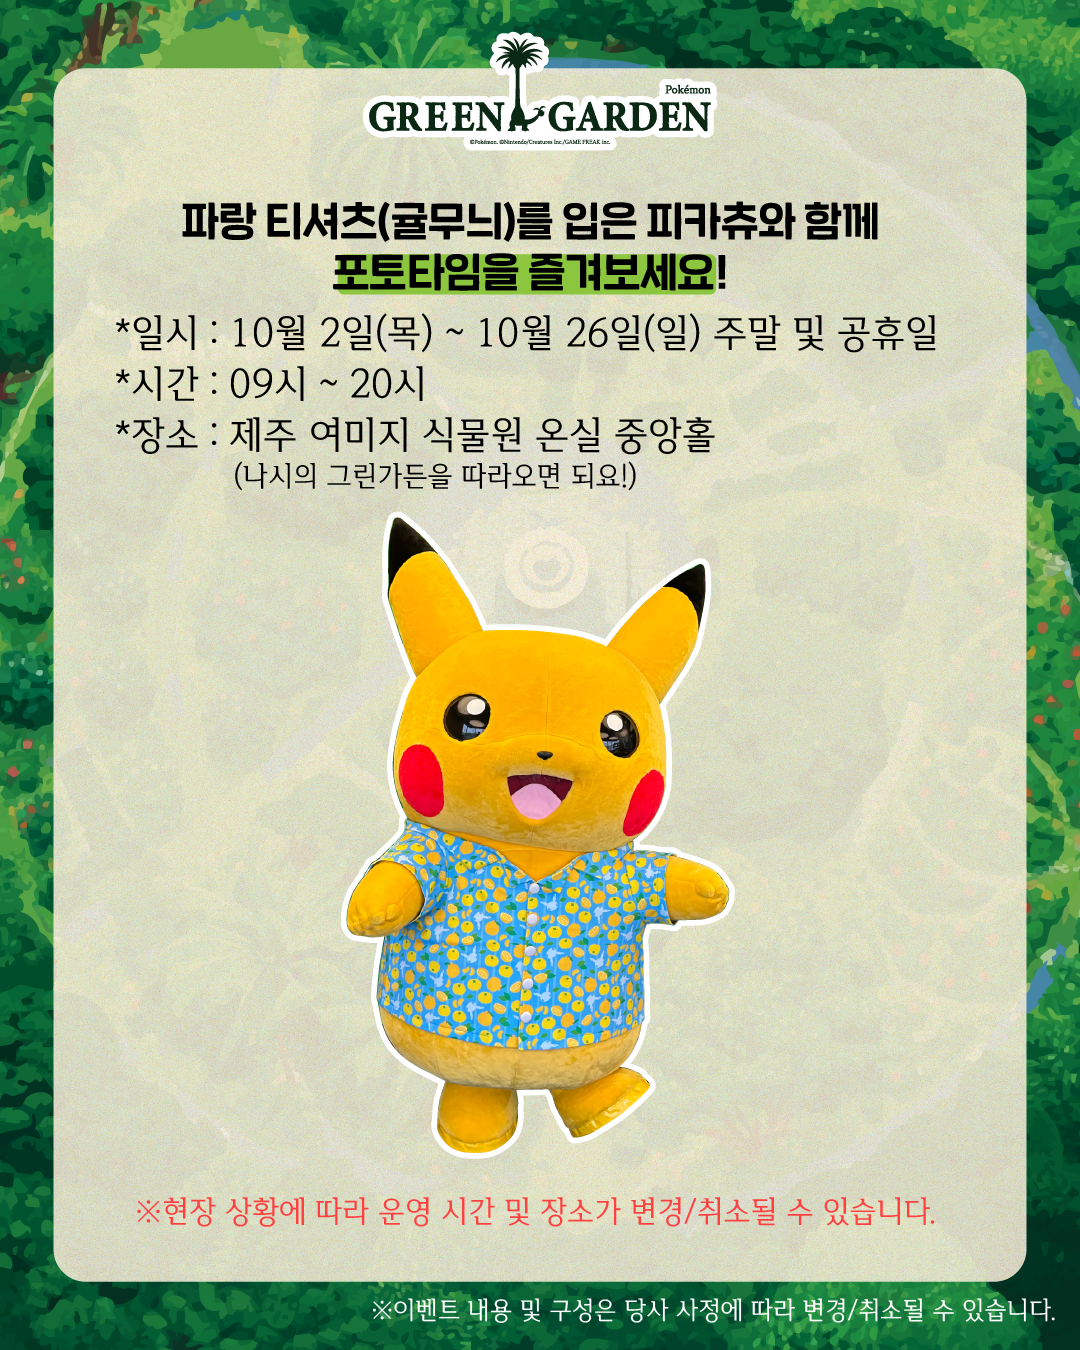 Pokémon
GREEN GARDEN
©Pokémon. ©Nintendo/Creatures Inc./GAME FREAK inc.
파랑 티셔츠(귤무늬)를 입은 피카츄와 함께
포토타임을 즐겨보세요!
*일시 : 10월 2일(목) ~ 10월 26일(일) 주말 및 공휴일
*시간 : 09시 ~ 20시
*장소 : 제주 여미지 식물원 온실 중앙홀
(나시의 그린가든을 따라오면 되요!)
※현장 상황에 따라 운영 시간 및 장소가 변경/취소될 수 있습니다.
※이벤트 내용 및 구성은 당사 사정에 따라 변경/취소될 수 있습니다.